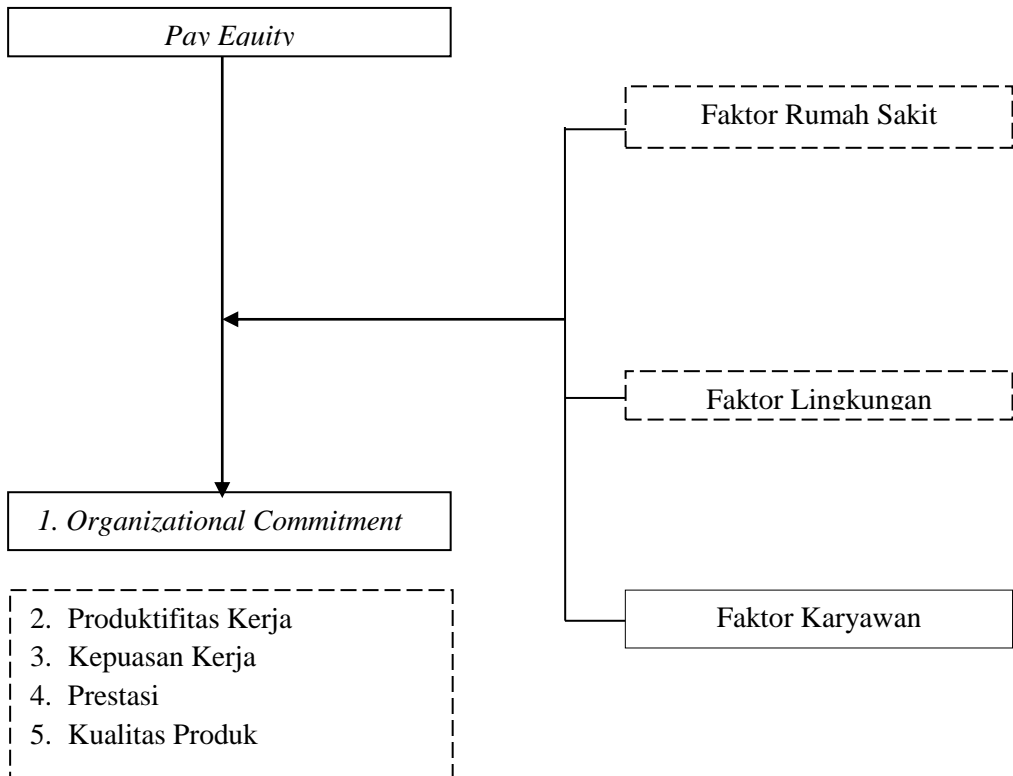 Pay Equity
Faktor Rumah Sakit
Faktor Lingkungan
1. Organizational Commitment
Faktor Karyawan
2. Produktifitas Kerja
3. Kepuasan Kerja
4. Prestasi
5. Kualitas Produk